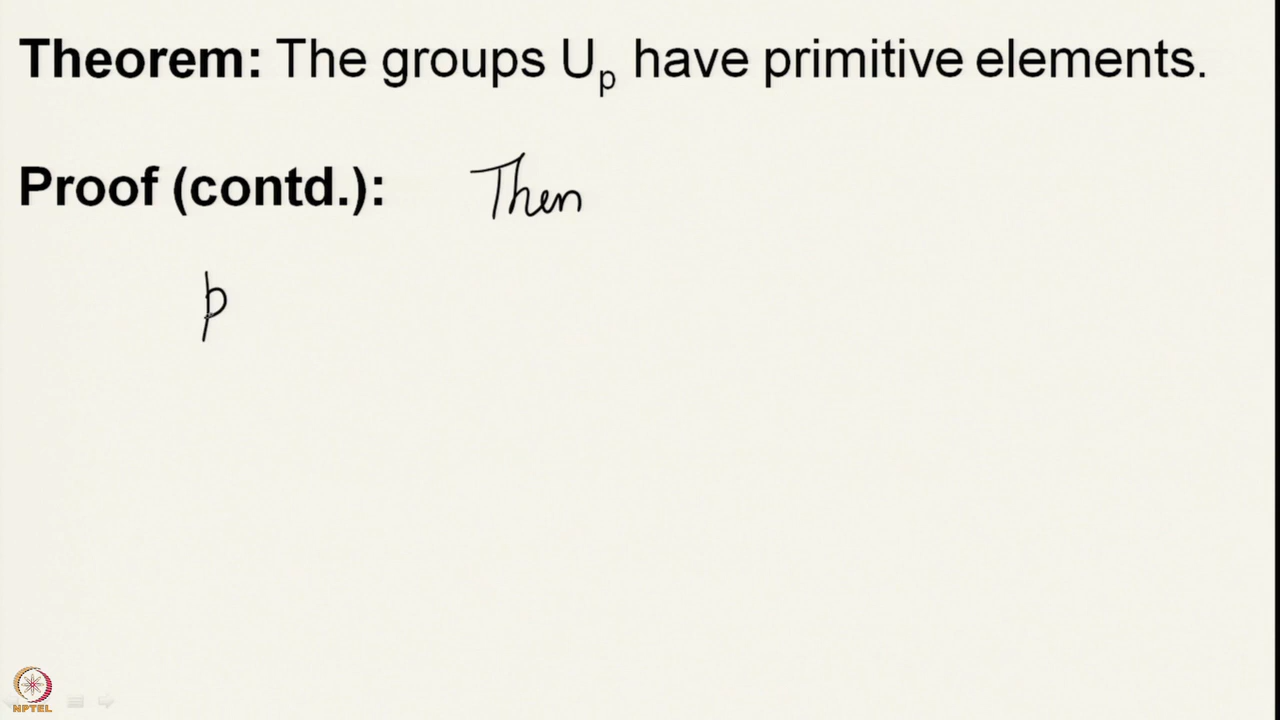 Theorem: The groups Uₚ have primitive elements.
Proof (contd.): Then
p
NPTEL